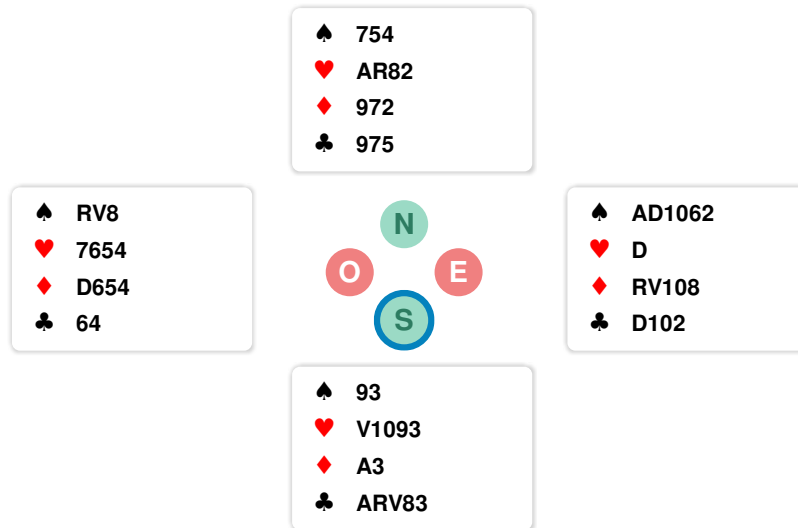 ♠ 754
♥ AR82
♦ 972
♣ 975
♠ RV8
♥ 7654
♦ D654
♣ 64
N
O E
S
♠ AD1062
♥ D
♦ RV108
♣ D102
♠ 93
♥ V1093
♦ A3
♣ ARV83